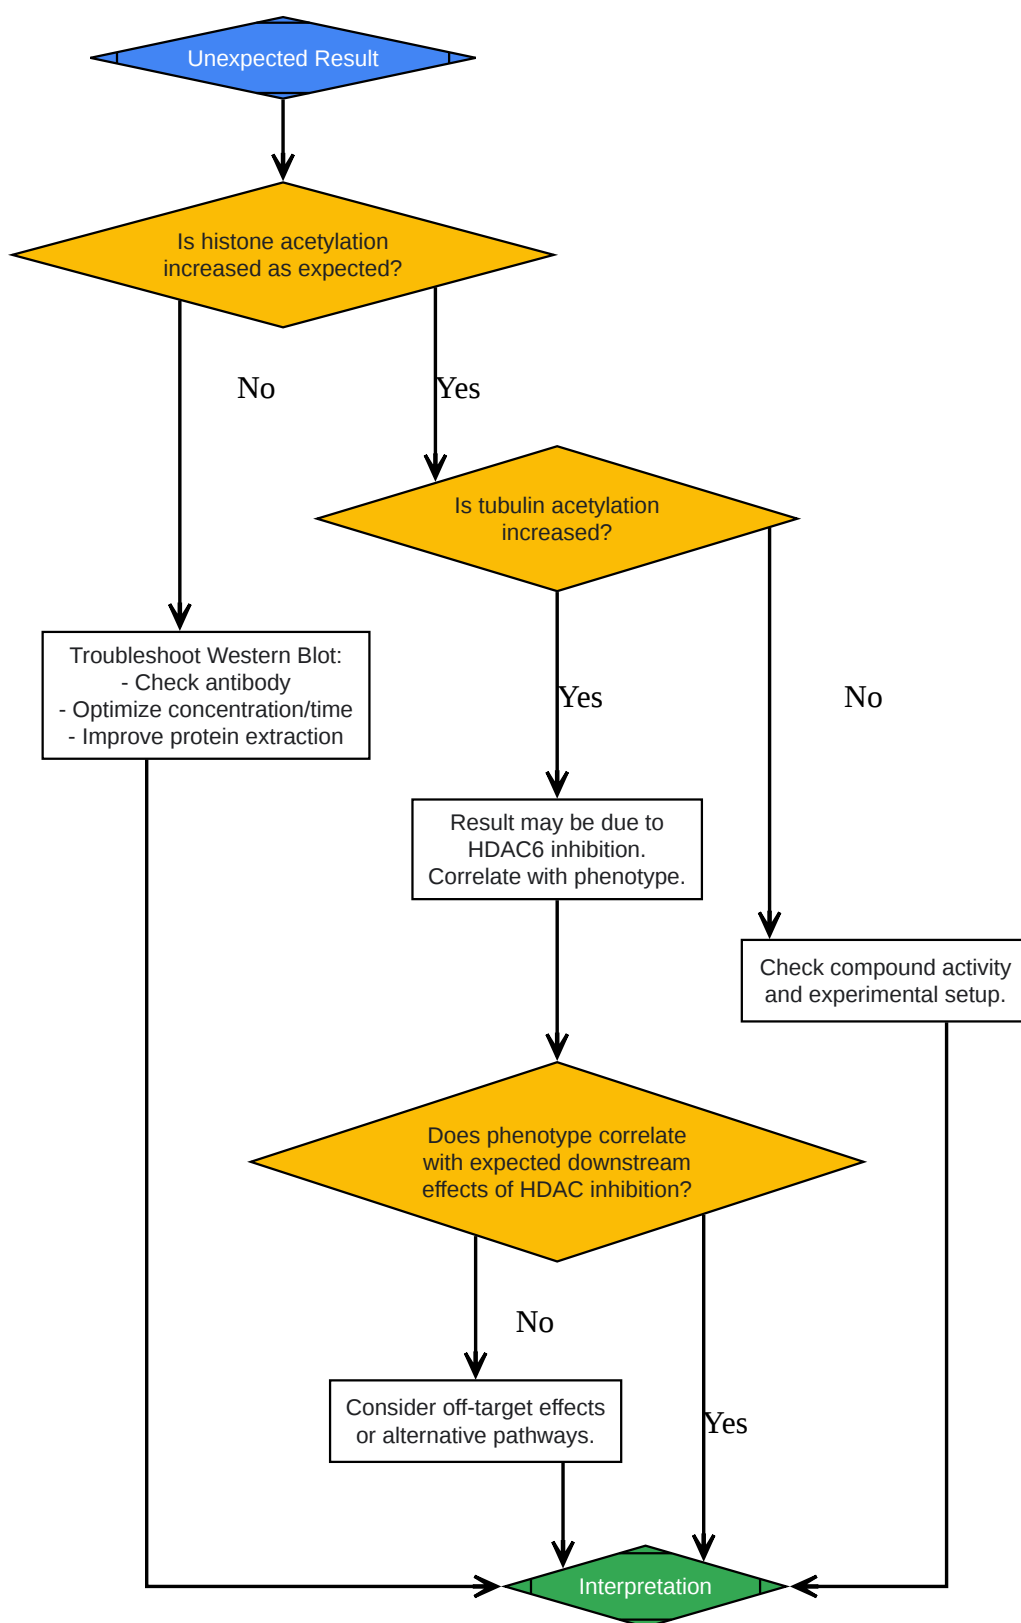 Unexpected Result
Is histone acetylation
increased as expected?
No
Yes
Is tubulin acetylation
increased?
Troubleshoot Western Blot:
- Check antibody
- Optimize concentration/time
- Improve protein extraction
Yes
No
Result may be due to
HDAC6 inhibition.
Correlate with phenotype.
Check compound activity
and experimental setup.
Does phenotype correlate
with expected downstream
effects of HDAC inhibition?
No
Consider off-target effects
or alternative pathways.
Yes
Interpretation